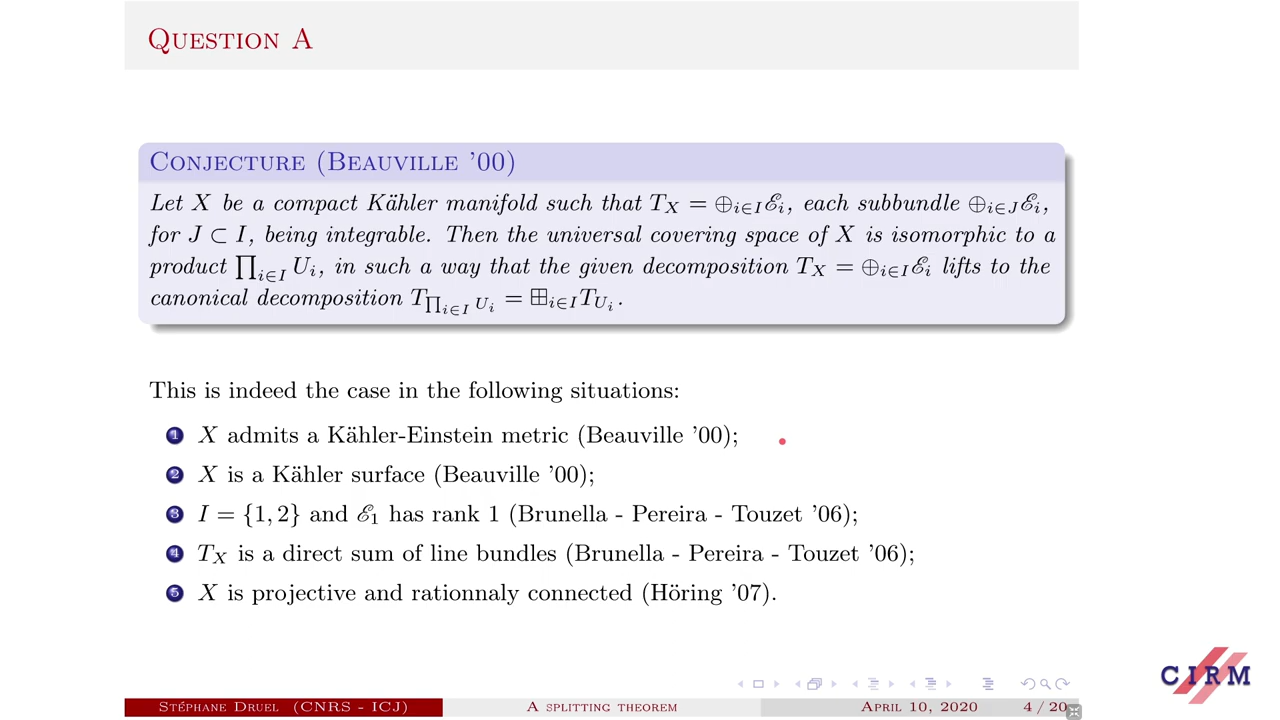 QUESTION A
CONJECTURE (BEAUVILLE '00)
Let X be a compact Kähler manifold such that T_X = ⊕_{i∈I} ℰ_i, each subbundle ⊕_{i∈J} ℰ_i,
for J ⊂ I, being integrable. Then the universal covering space of X is isomorphic to a
product ∏_{i∈I} U_i, in such a way that the given decomposition T_X = ⊕_{i∈I} ℰ_i lifts to the
canonical decomposition T_{∏_{i∈I} U_i} = ⊞_{i∈I} T_{U_i}.
This is indeed the case in the following situations:
1 X admits a Kähler-Einstein metric (Beauville '00);
2 X is a Kähler surface (Beauville '00);
3 I = {1, 2} and ℰ_1 has rank 1 (Brunella - Pereira - Touzet '06);
4 T_X is a direct sum of line bundles (Brunella - Pereira - Touzet '06);
5 X is projective and rationnaly connected (Höring '07).
CIRM
STÉPHANE DRUEL (CNRS - ICJ) A SPLITTING THEOREM APRIL 10, 2020 4 / 20